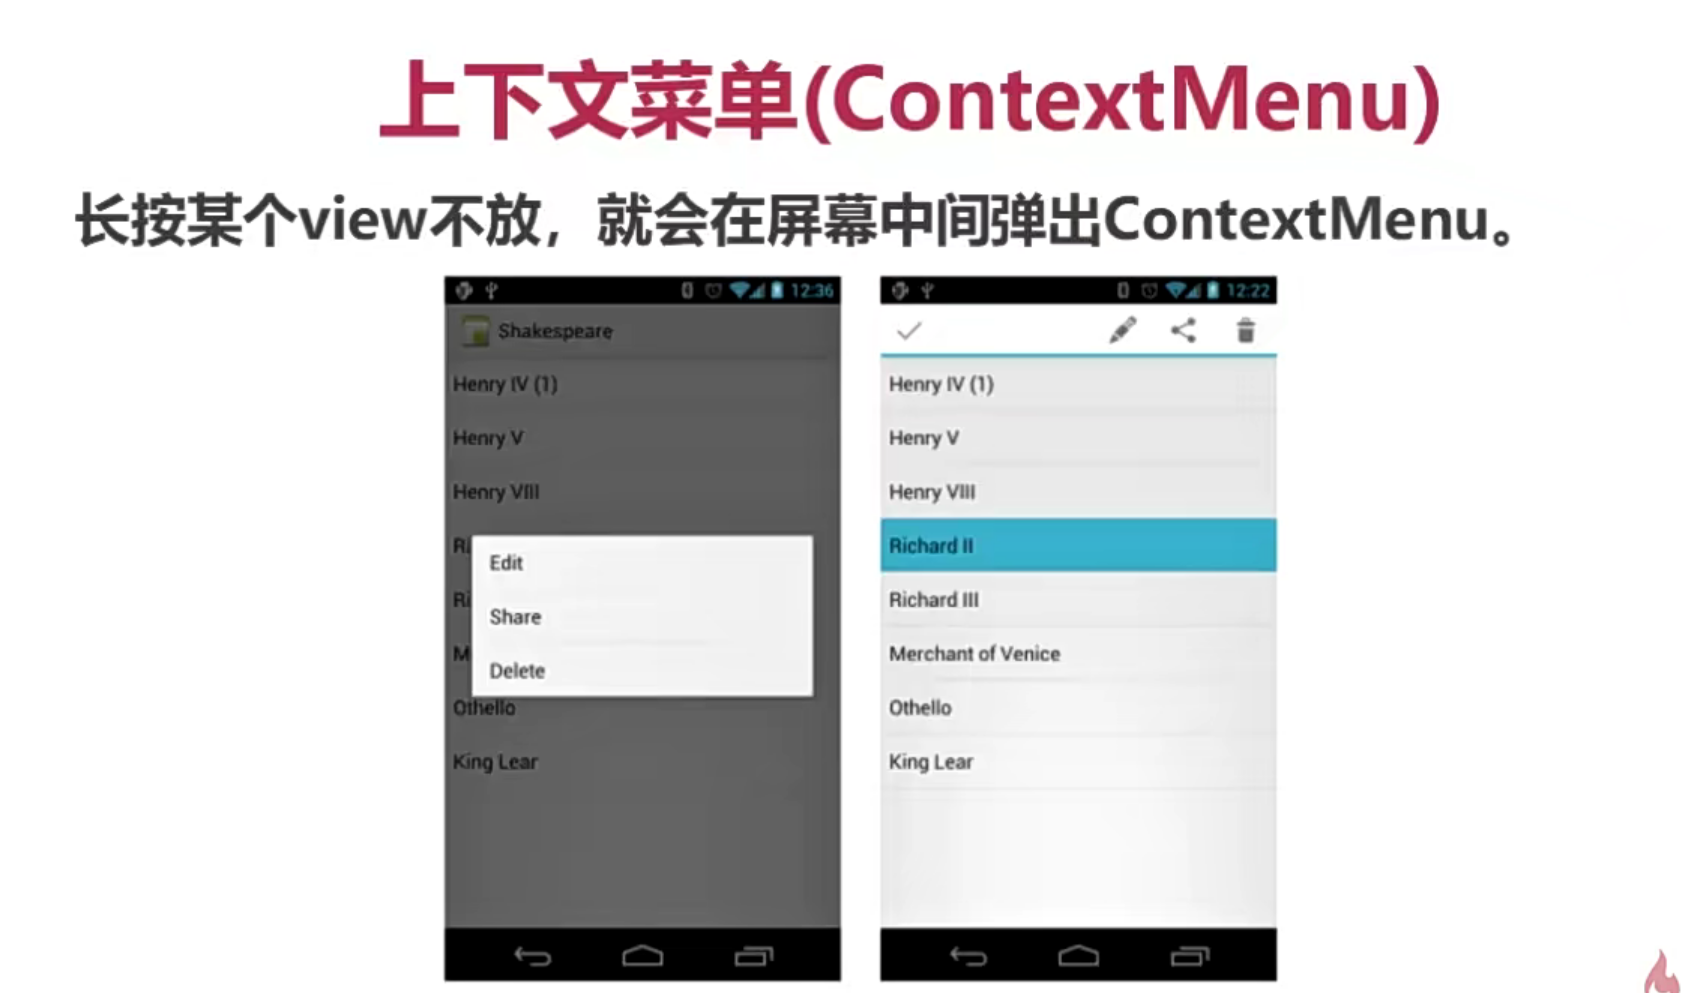 上下文菜单(ContextMenu)
长按某个view不放，就会在屏幕中间弹出ContextMenu。
12:36
Shakespeare
Henry IV (1)
Henry V
Henry VIII
Ri
Edit
Ri
Share
M
Delete
Othello
King Lear
12:22
Henry IV (1)
Henry V
Henry VIII
Richard II
Richard III
Merchant of Venice
Othello
King Lear